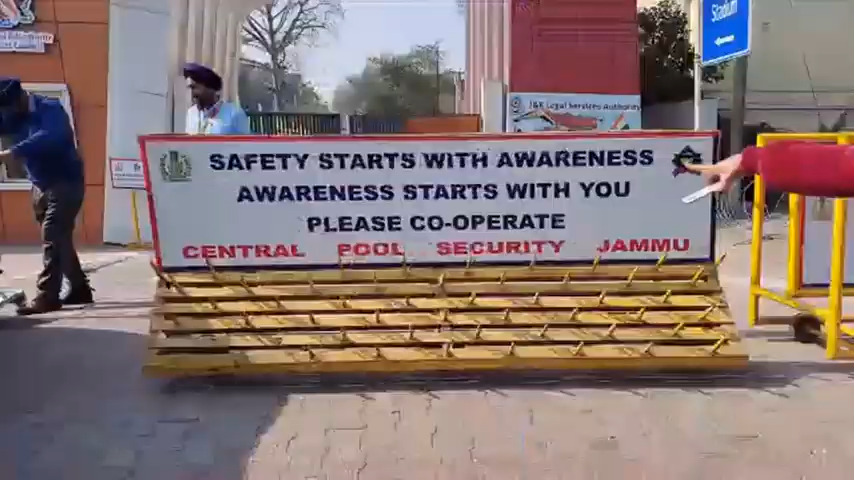 Stadium
J&K Legal Services Authority
SAFETY STARTS WITH AWARENESS
AWARENESS STARTS WITH YOU
PLEASE CO-OPERATE
CENTRAL POOL SECURITY JAMMU